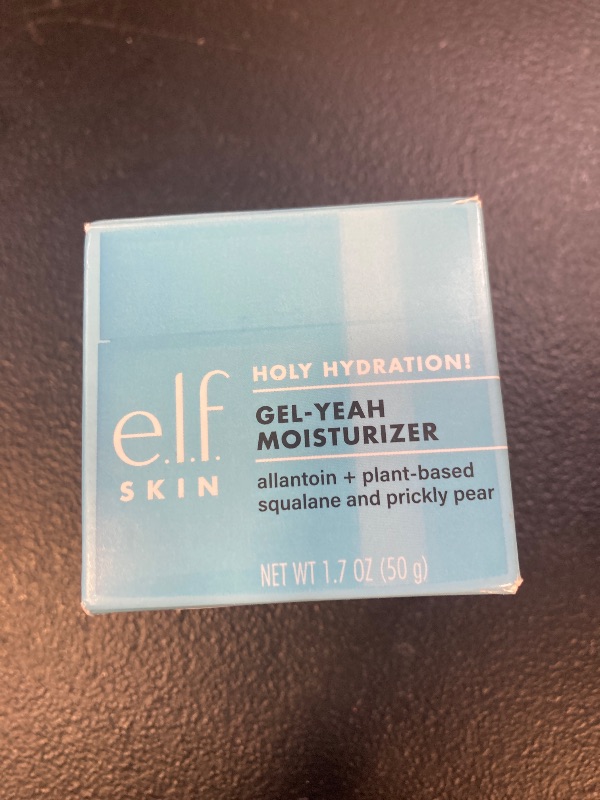 e.l.f.
SKIN
HOLY HYDRATION!
GEL-YEAH
MOISTURIZER
allantoin + plant-based
squalane and prickly pear
NET WT 1.7 OZ (50 g)